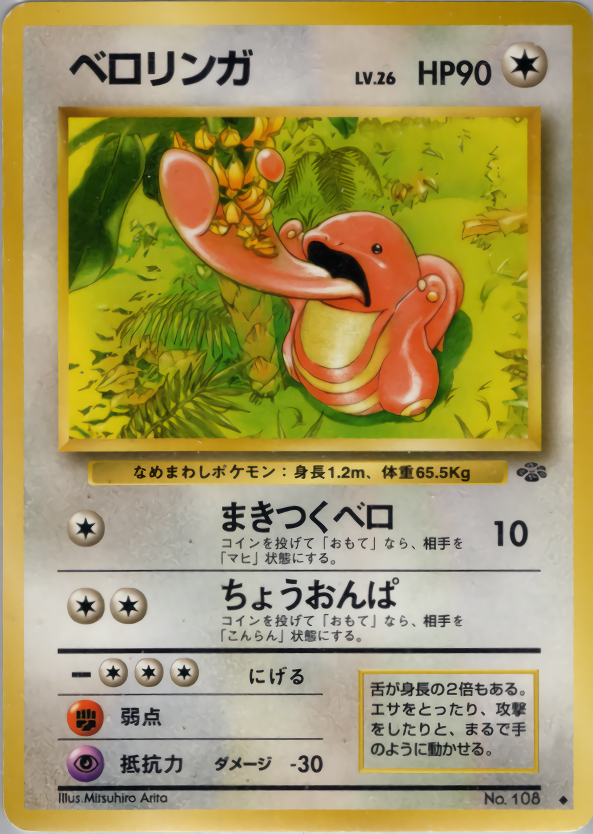 ベロリンガ LV.26 HP90
なめまわしポケモン：身長1.2m、体重65.5Kg
まきつくベロ 10
コインを投げて「おもて」なら、相手を
「マヒ」状態にする。
ちょうおんぱ
コインを投げて「おもて」なら、相手を
「こんらん」状態にする。
にげる
弱点
抵抗力 ダメージ -30
舌が身長の2倍もある。
エサをとったり、攻撃
をしたりと、まるで手
のように動かせる。
Illus.Mitsuhiro Arita No. 108